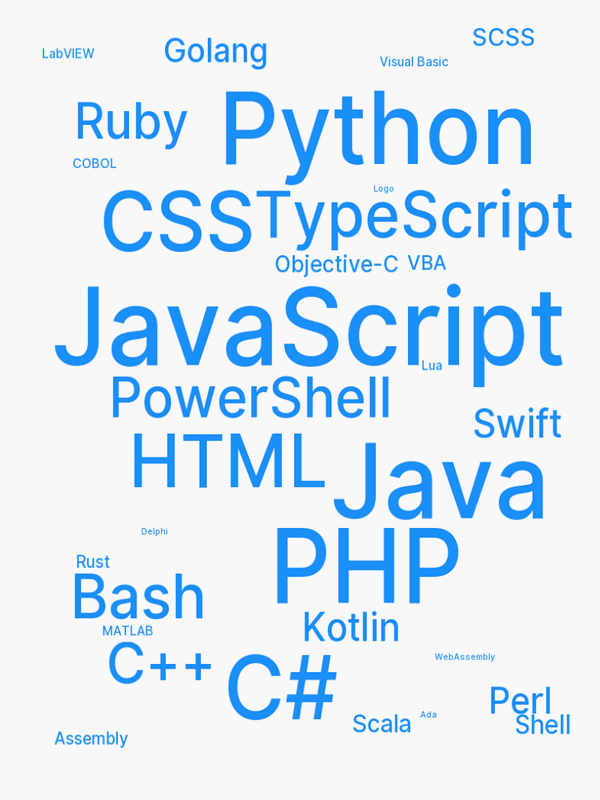 SCSS
Golang
LabVIEW
Visual Basic
Ruby
Python
COBOL
Logo
CSS
TypeScript
Objective-C
VBA
JavaScript
Lua
PowerShell
Swift
HTML
Java
Delphi
PHP
Rust
Bash
Kotlin
MATLAB
C++
WebAssembly
C#
Perl
Ada
Scala
Shell
Assembly